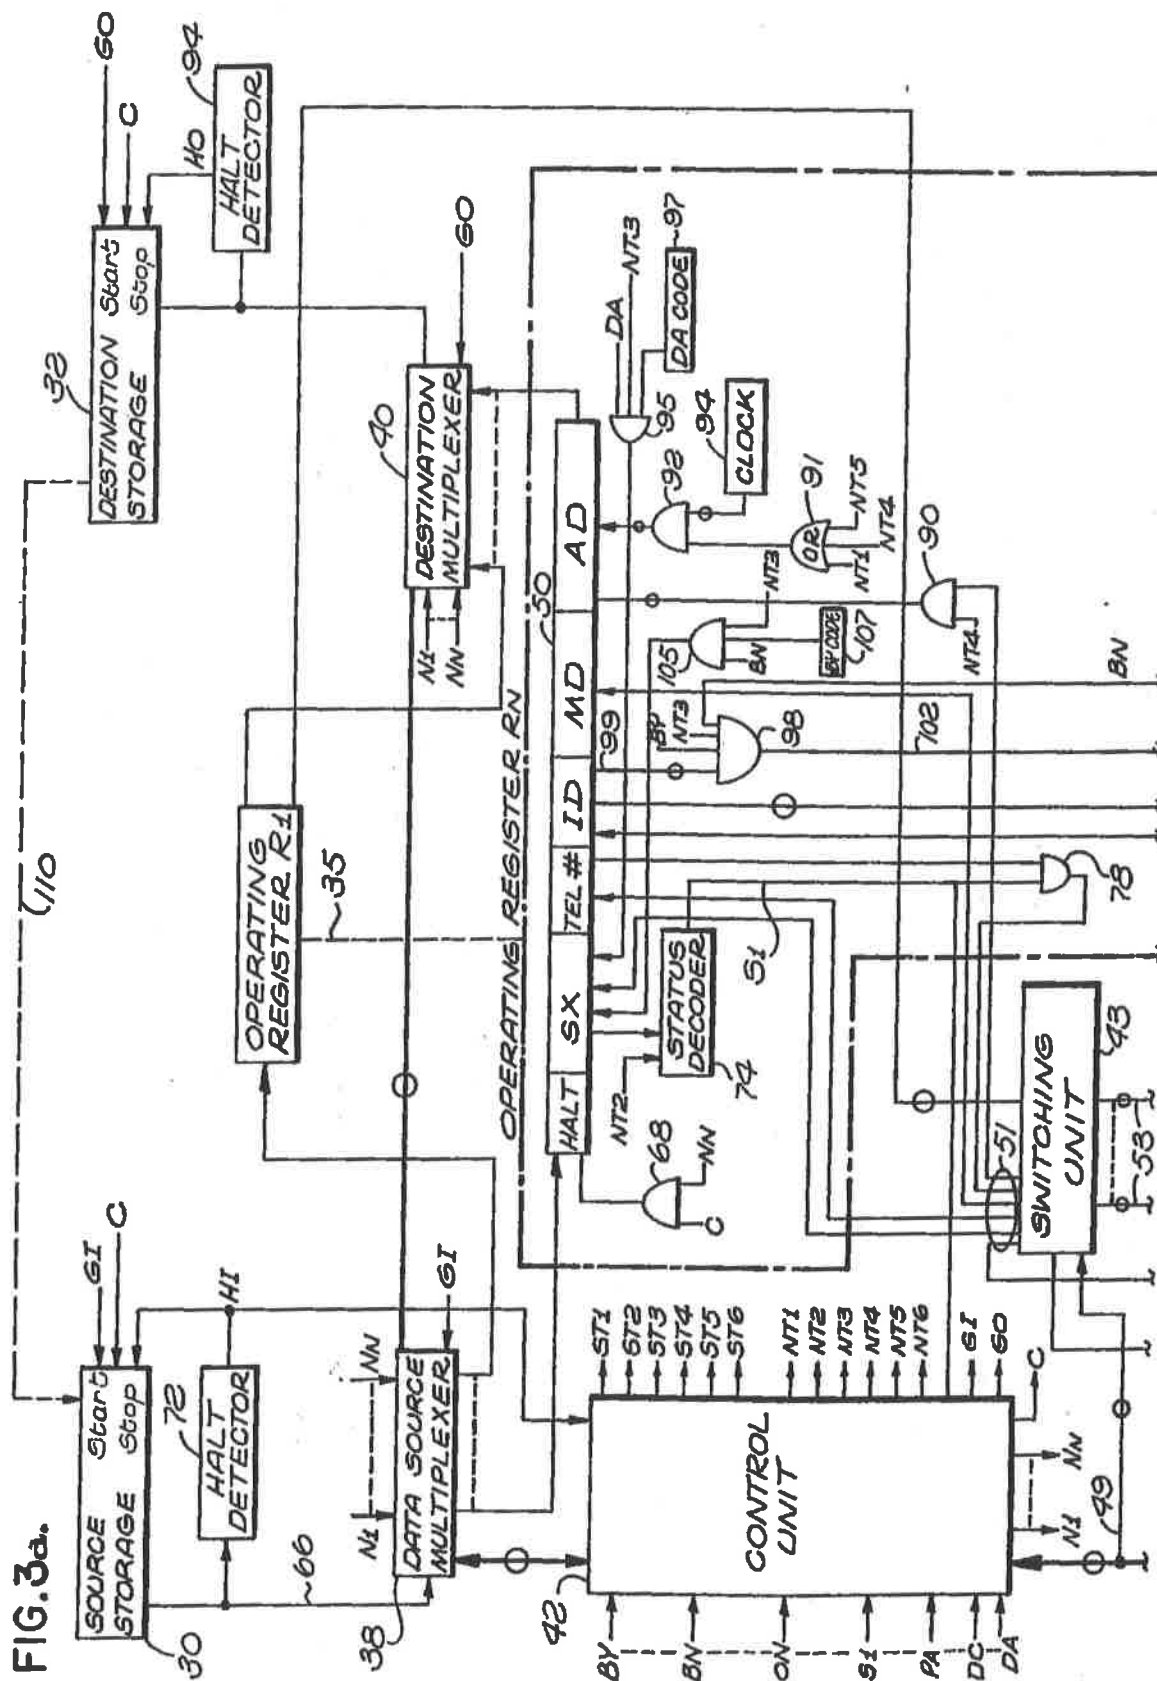 FIG. 3a.
SOURCE
STORAGE
Start
Stop
GI
C
30
110
HALT
DETECTOR
72
HI
66
DATA SOURCE
MULTIPLEXER
38
N1
NN
GI
DESTINATION
STORAGE
Start
Stop
32
GO
C
HO
HALT
DETECTOR
94
OPERATING
REGISTER R1
35
DESTINATION
MULTIPLEXER
40
N1
NN
GO
OPERATING REGISTER RN
50
HALT
SX
TEL #
ID
MD
AD
68
C
NN
NT2
STATUS
DECODER
74
S1
99
BY
NT3
98
102
BN
105
BN
NT3
BY CODE
107
92
CLOCK
94
OR
91
NT1
NT4
NT5
NT4
90
95
DA
NT3
DA CODE
97
78
CONTROL
UNIT
42
BY
BN
ON
S1
PA
DC
DA
ST1
ST2
ST3
ST4
ST5
ST6
NT1
NT2
NT3
NT4
NT5
NT6
GI
GO
C
N1
NN
49
SWITCHING
UNIT
43
51
53